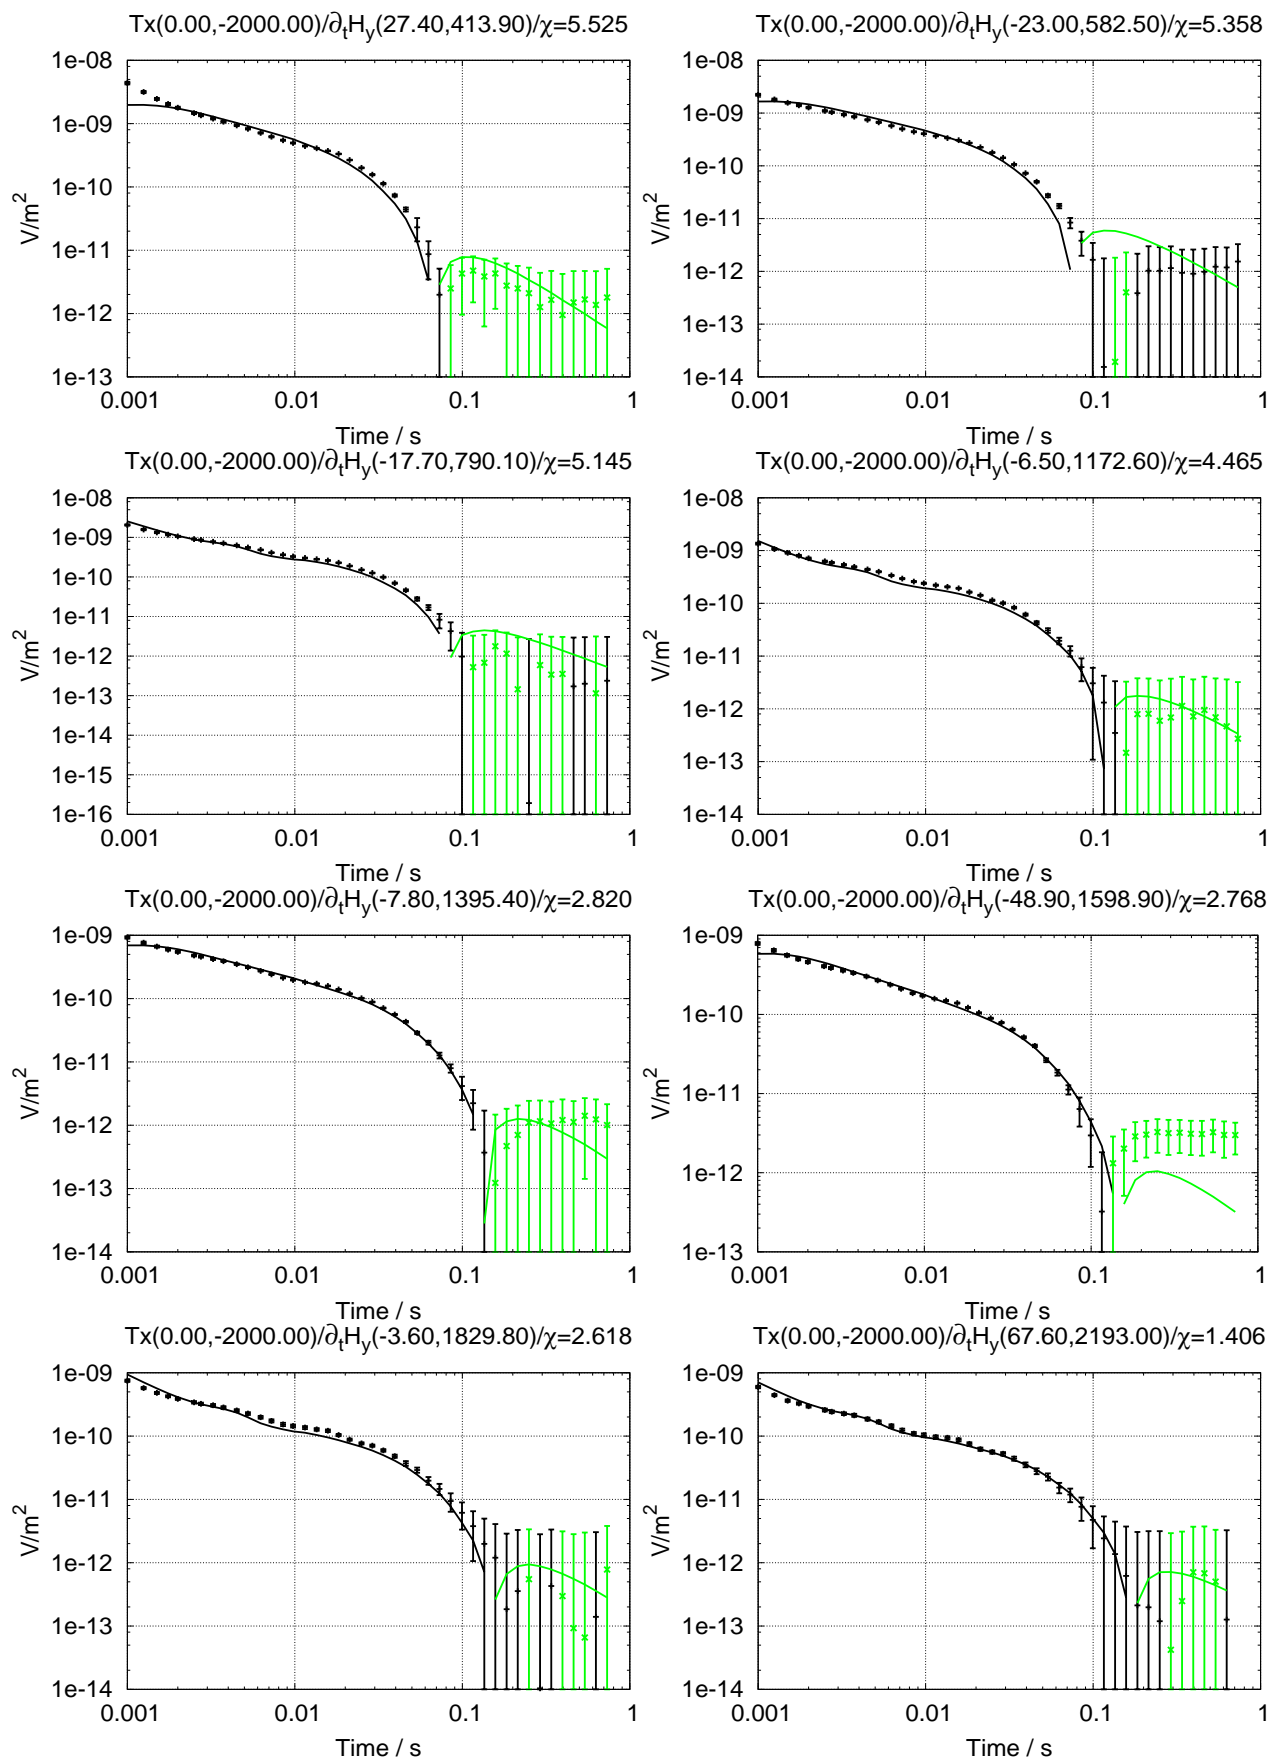 Tx(0.00,-2000.00)/∂tHy(27.40,413.90)/χ=5.525
1e-08
1e-09
1e-10
1e-11
1e-12
1e-13
V/m2
0.001 0.01 0.1 1
Time / s
Tx(0.00,-2000.00)/∂tHy(-23.00,582.50)/χ=5.358
1e-08
1e-09
1e-10
1e-11
1e-12
1e-13
1e-14
V/m2
0.001 0.01 0.1 1
Time / s
Tx(0.00,-2000.00)/∂tHy(-17.70,790.10)/χ=5.145
1e-08
1e-09
1e-10
1e-11
1e-12
1e-13
1e-14
1e-15
1e-16
V/m2
0.001 0.01 0.1 1
Time / s
Tx(0.00,-2000.00)/∂tHy(-6.50,1172.60)/χ=4.465
1e-08
1e-09
1e-10
1e-11
1e-12
1e-13
1e-14
V/m2
0.001 0.01 0.1 1
Time / s
Tx(0.00,-2000.00)/∂tHy(-7.80,1395.40)/χ=2.820
1e-09
1e-10
1e-11
1e-12
1e-13
1e-14
V/m2
0.001 0.01 0.1 1
Time / s
Tx(0.00,-2000.00)/∂tHy(-48.90,1598.90)/χ=2.768
1e-09
1e-10
1e-11
1e-12
1e-13
V/m2
0.001 0.01 0.1 1
Time / s
Tx(0.00,-2000.00)/∂tHy(-3.60,1829.80)/χ=2.618
1e-09
1e-10
1e-11
1e-12
1e-13
1e-14
V/m2
0.001 0.01 0.1 1
Time / s
Tx(0.00,-2000.00)/∂tHy(67.60,2193.00)/χ=1.406
1e-09
1e-10
1e-11
1e-12
1e-13
1e-14
V/m2
0.001 0.01 0.1 1
Time / s